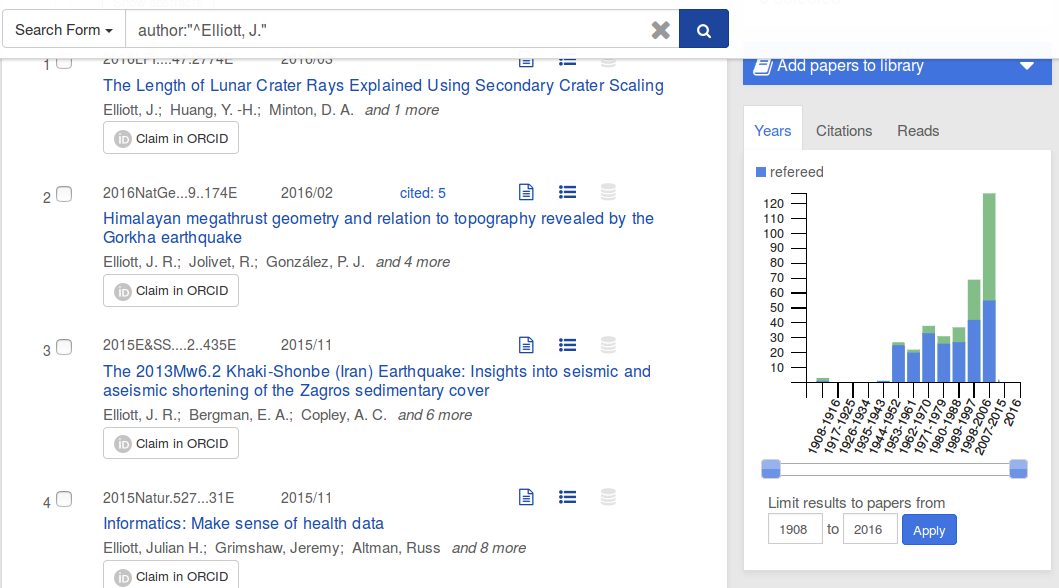 Search Form author:"^Elliott, J."
1
The Length of Lunar Crater Rays Explained Using Secondary Crater Scaling
Elliott, J.; Huang, Y. -H.; Minton, D. A. and 1 more
iD Claim in ORCID
2 2016NatGe...9..174E 2016/02 cited: 5
Himalayan megathrust geometry and relation to topography revealed by the
Gorkha earthquake
Elliott, J. R.; Jolivet, R.; González, P. J. and 4 more
iD Claim in ORCID
3 2015E&SS....2..435E 2015/11
The 2013Mw6.2 Khaki-Shonbe (Iran) Earthquake: Insights into seismic and
aseismic shortening of the Zagros sedimentary cover
Elliott, J. R.; Bergman, E. A.; Copley, A. C. and 6 more
iD Claim in ORCID
4 2015Natur.527...31E 2015/11
Informatics: Make sense of health data
Elliott, Julian H.; Grimshaw, Jeremy; Altman, Russ and 8 more
iD Claim in ORCID
Add papers to library
Years Citations Reads
refereed
120
110
100
90
80
70
60
50
40
30
20
10
1908-1916
1917-1925
1926-1934
1935-1943
1944-1952
1953-1961
1962-1970
1971-1979
1980-1988
1989-1997
1998-2006
2007-2015
2016
Limit results to papers from
1908 to 2016 Apply